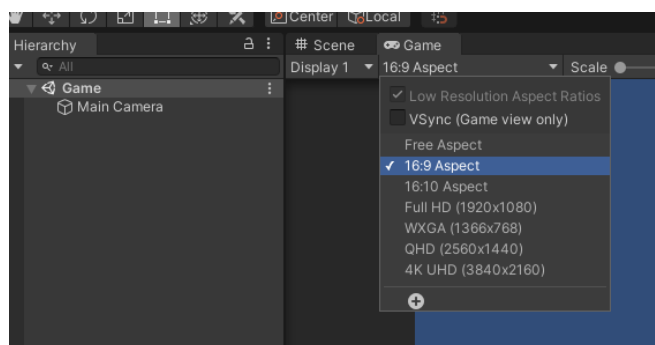 Center Local
Hierarchy
Scene Game
All
Display 1 16:9 Aspect Scale
Game
Main Camera
Low Resolution Aspect Ratios
VSync (Game view only)
Free Aspect
16:9 Aspect
16:10 Aspect
Full HD (1920x1080)
WXGA (1366x768)
QHD (2560x1440)
4K UHD (3840x2160)